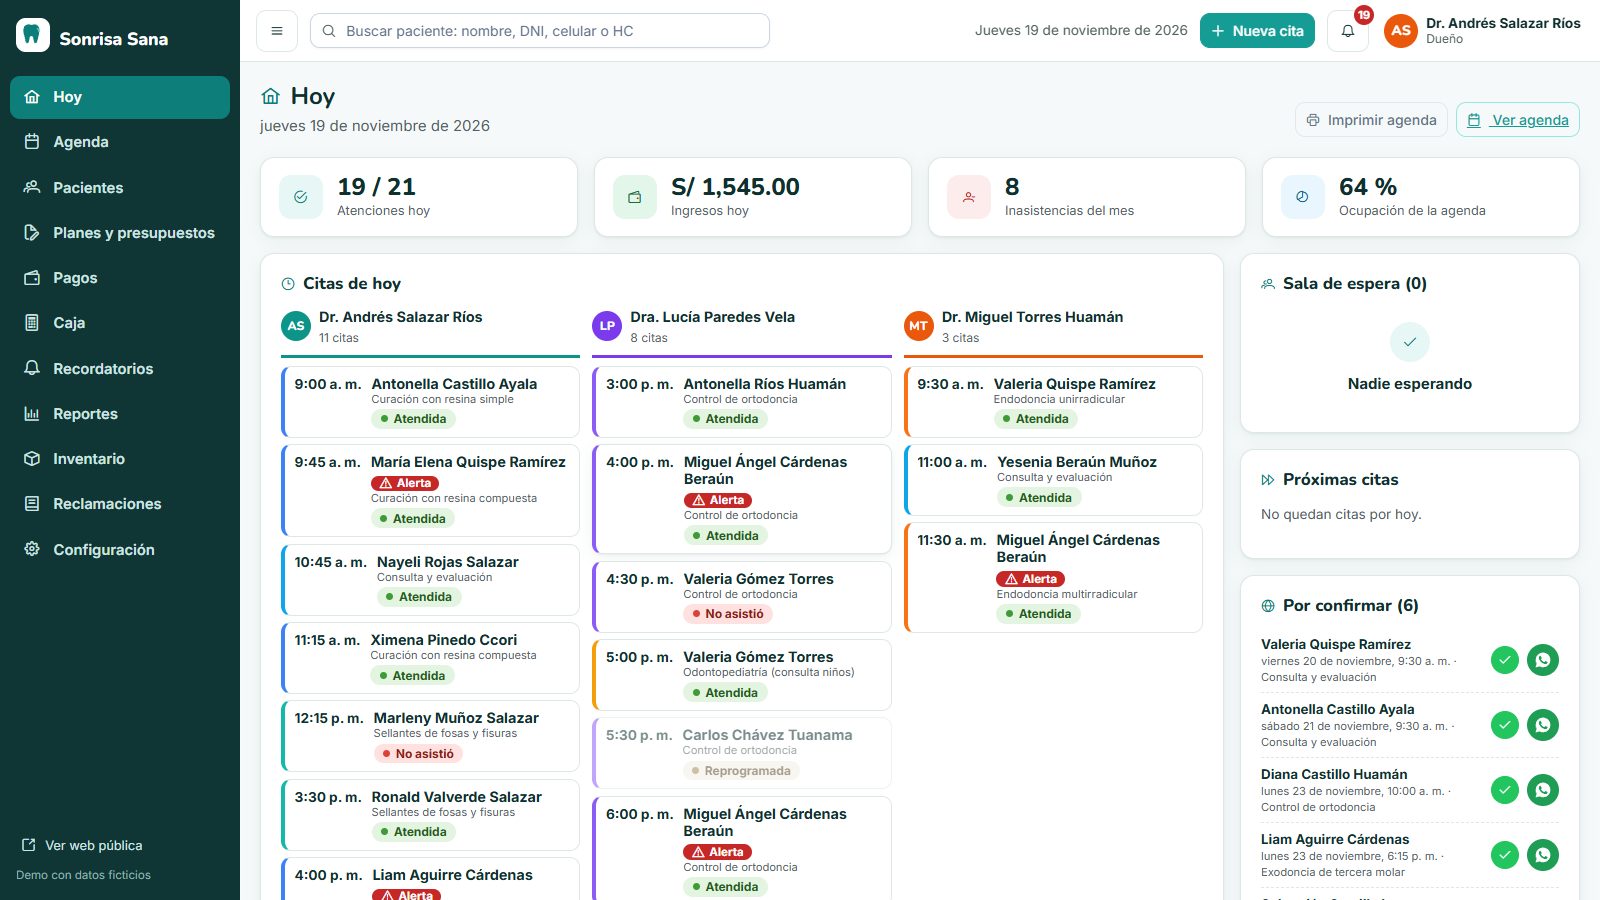 Sonrisa Sana
Hoy
Agenda
Pacientes
Planes y presupuestos
Pagos
Caja
Recordatorios
Reportes
Inventario
Reclamaciones
Configuración
Ver web pública
Demo con datos ficticios
Buscar paciente: nombre, DNI, celular o HC
Jueves 19 de noviembre de 2026
Nueva cita
19
AS
Dr. Andrés Salazar Ríos
Dueño
Hoy
jueves 19 de noviembre de 2026
Imprimir agenda
Ver agenda
19 / 21
Atenciones hoy
S/ 1,545.00
Ingresos hoy
8
Inasistencias del mes
64 %
Ocupación de la agenda
Citas de hoy
AS
Dr. Andrés Salazar Ríos
11 citas
9:00 a. m. Antonella Castillo Ayala
Curación con resina simple
Atendida
9:45 a. m. María Elena Quispe Ramírez
Alerta
Curación con resina compuesta
Atendida
10:45 a. m. Nayeli Rojas Salazar
Consulta y evaluación
Atendida
11:15 a. m. Ximena Pinedo Ccori
Curación con resina compuesta
Atendida
12:15 p. m. Marleny Muñoz Salazar
Sellantes de fosas y fisuras
No asistió
3:30 p. m. Ronald Valverde Salazar
Sellantes de fosas y fisuras
Atendida
4:00 p. m. Liam Aguirre Cárdenas
Alerta
LP
Dra. Lucía Paredes Vela
8 citas
3:00 p. m. Antonella Ríos Huamán
Control de ortodoncia
Atendida
4:00 p. m. Miguel Ángel Cárdenas
Beraún
Alerta
Control de ortodoncia
Atendida
4:30 p. m. Valeria Gómez Torres
Control de ortodoncia
No asistió
5:00 p. m. Valeria Gómez Torres
Odontopediatría (consulta niños)
Atendida
5:30 p. m. Carlos Chávez Tuanama
Control de ortodoncia
Reprogramada
6:00 p. m. Miguel Ángel Cárdenas
Beraún
Alerta
Control de ortodoncia
Atendida
MT
Dr. Miguel Torres Huamán
3 citas
9:30 a. m. Valeria Quispe Ramírez
Endodoncia unirradicular
Atendida
11:00 a. m. Yesenia Beraún Muñoz
Consulta y evaluación
Atendida
11:30 a. m. Miguel Ángel Cárdenas
Beraún
Alerta
Endodoncia multirradicular
Atendida
Sala de espera (0)
Nadie esperando
Próximas citas
No quedan citas por hoy.
Por confirmar (6)
Valeria Quispe Ramírez
viernes 20 de noviembre, 9:30 a. m. ·
Consulta y evaluación
Antonella Castillo Ayala
sábado 21 de noviembre, 9:30 a. m. ·
Consulta y evaluación
Diana Castillo Huamán
lunes 23 de noviembre, 10:00 a. m. ·
Control de ortodoncia
Liam Aguirre Cárdenas
lunes 23 de noviembre, 6:15 p. m. ·
Exodoncia de tercera molar